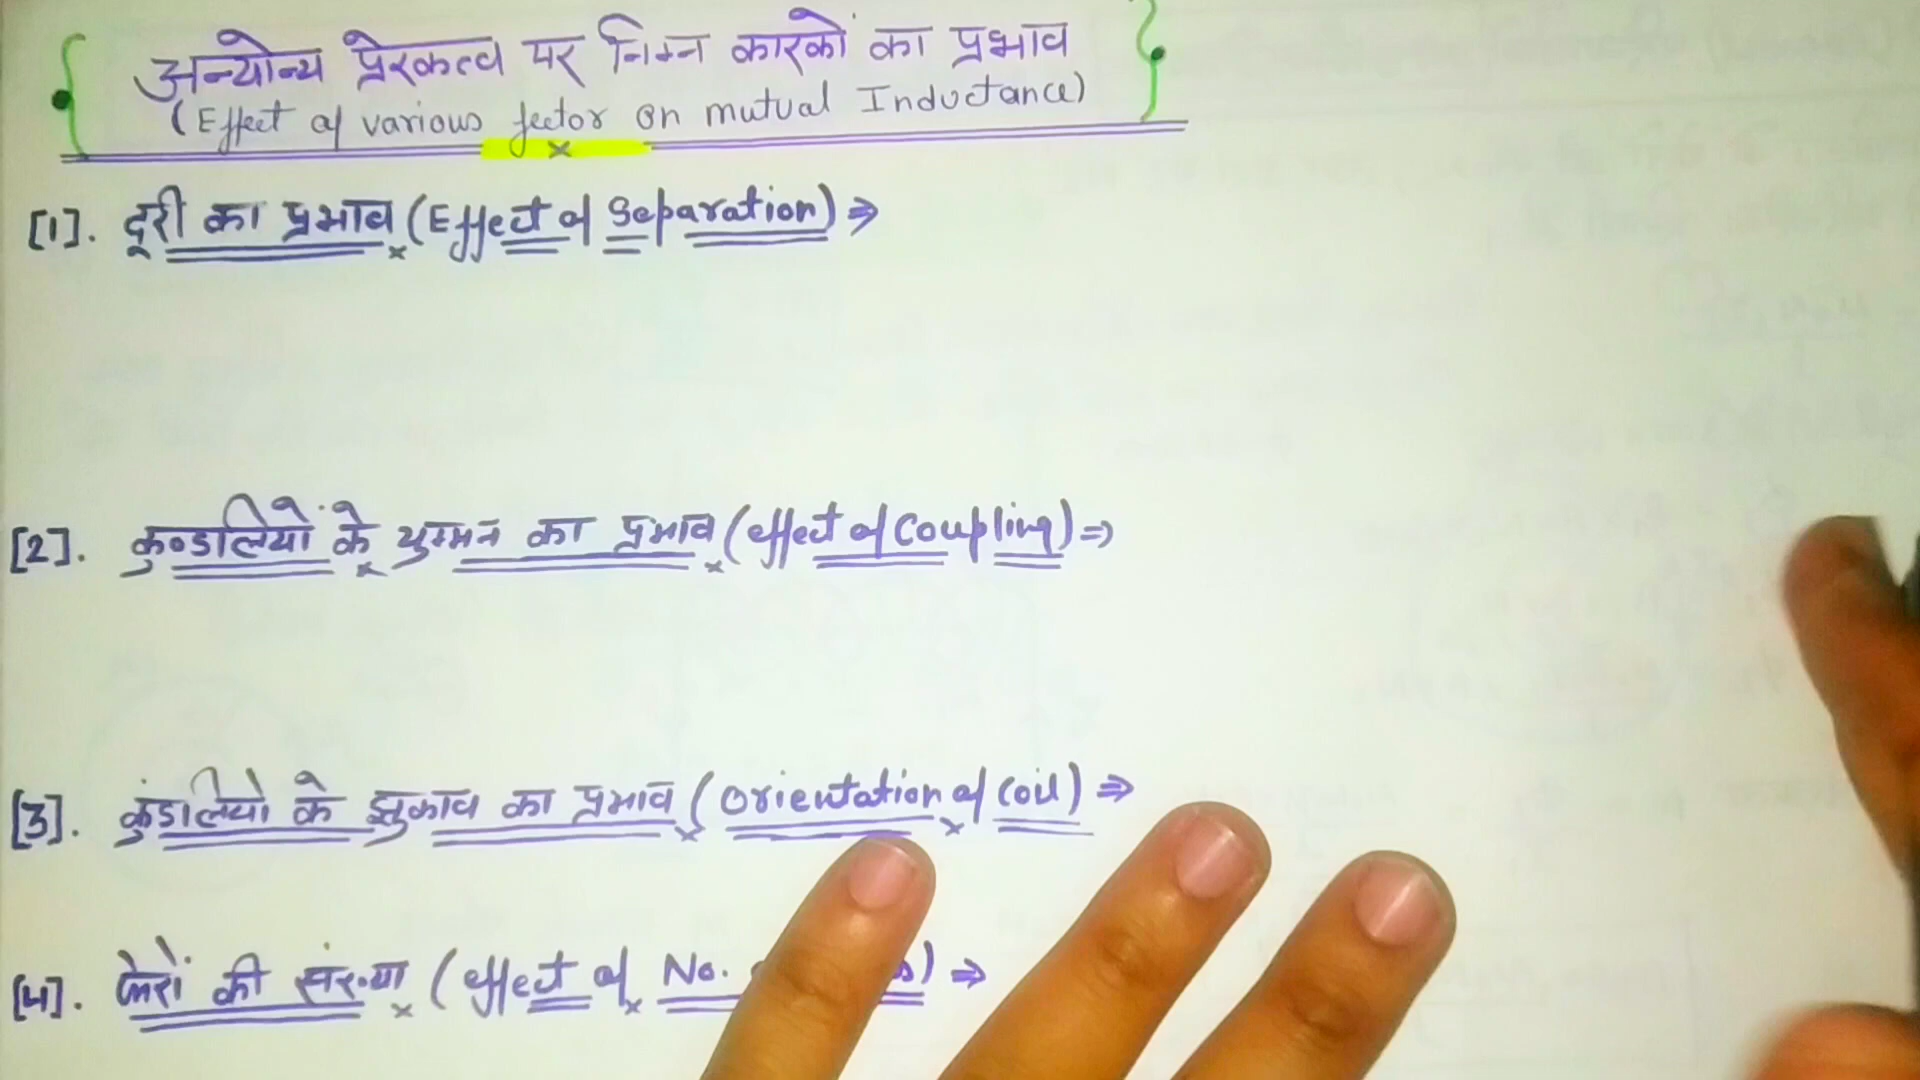 अन्योन्य प्रेरकत्व पर निम्न कारकों का प्रभाव
(Effect of various fector on mutual Inductance)
[1]. दूरी का प्रभाव (Effect of Separation) ⇒
[2]. कुण्डलियों के युग्मन का प्रभाव (effect of Coupling) ⇒
[3]. कुंडलियो के झुकाव का प्रभाव (Orientation of Coil) ⇒
[4]. फेरों की संख्या (effect of No. s) ⇒